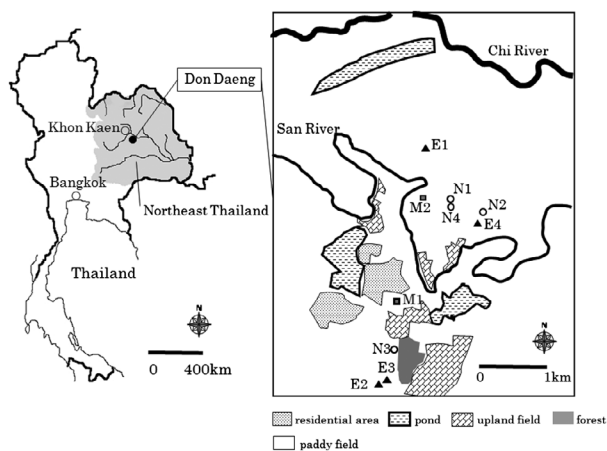 Don Daeng
Khon Kaen
Bangkok
Northeast Thailand
Thailand
N
0 400km
Chi River
San River
E1
N1
M2
N2
N4
E4
M1
N
N3
E3
E2
0 1km
residential area pond upland field forest
paddy field